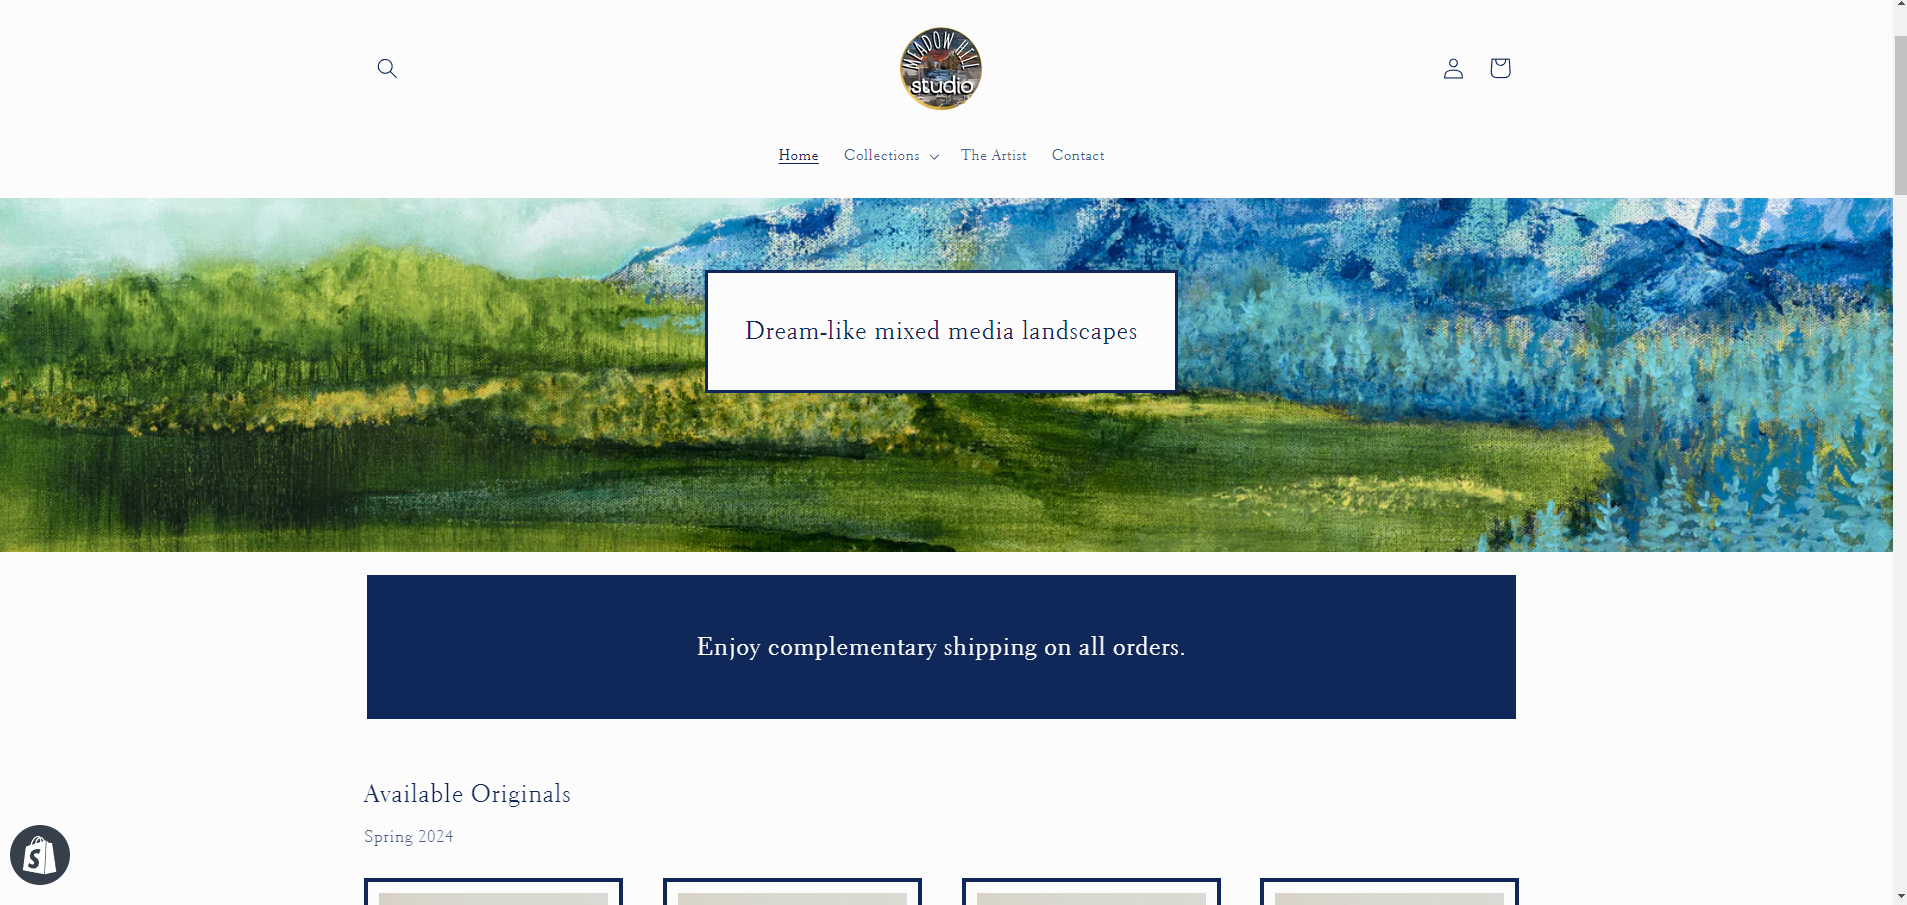 MEADOW HILL
studio
Home Collections The Artist Contact
Dream-like mixed media landscapes
Enjoy complementary shipping on all orders.
Available Originals
Spring 2024
S